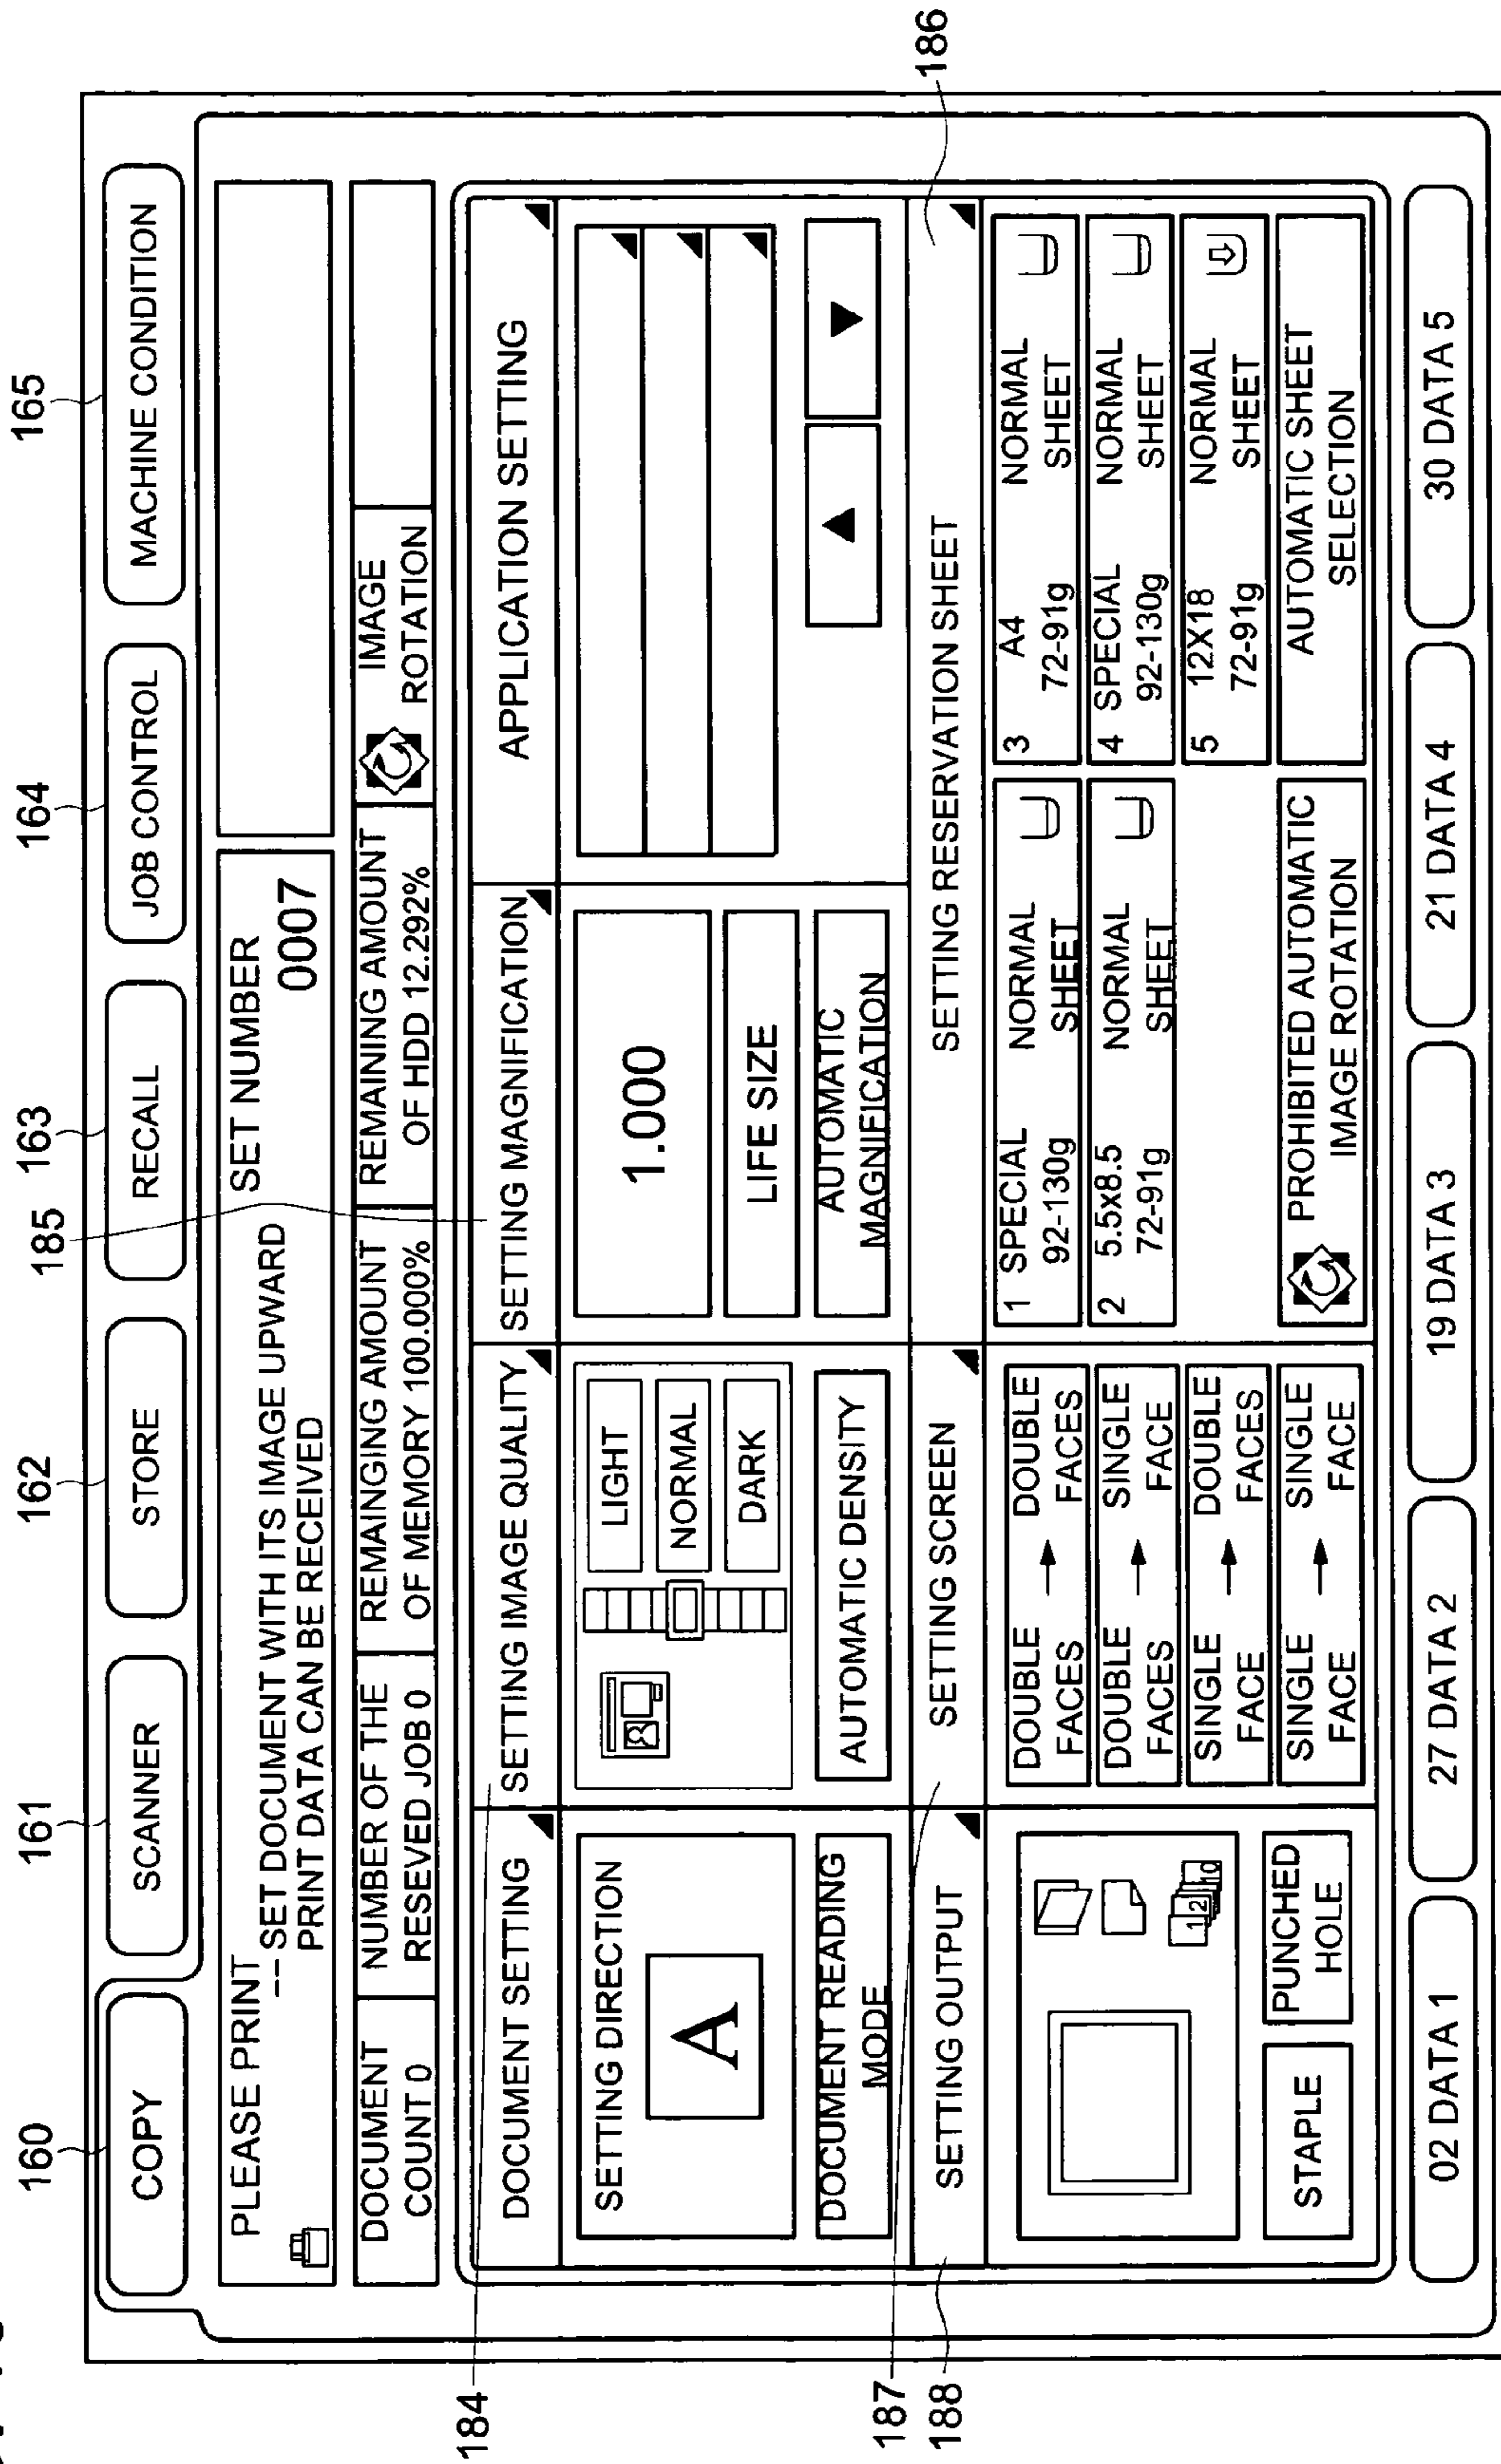 160
161
162
163
164
165
COPY
SCANNER
STORE
RECALL
JOB CONTROL
MACHINE CONDITION
185
PLEASE PRINT
-- SET DOCUMENT WITH ITS IMAGE UPWARD
PRINT DATA CAN BE RECEIVED
SET NUMBER
0007
DOCUMENT
COUNT 0
NUMBER OF THE
RESEVED JOB 0
REMAINING AMOUNT
OF MEMORY 100.000%
REMAINING AMOUNT
OF HDD 12.292%
IMAGE
ROTATION
184
DOCUMENT SETTING
SETTING DIRECTION
A
DOCUMENT READING
MODE
SETTING IMAGE QUALITY
LIGHT
NORMAL
DARK
AUTOMATIC DENSITY
SETTING MAGNIFICATION
1.000
LIFE SIZE
AUTOMATIC
MAGNIFICATION
APPLICATION SETTING
187
188
SETTING OUTPUT
1 2 10
STAPLE
PUNCHED
HOLE
SETTING SCREEN
DOUBLE FACES → DOUBLE FACES
DOUBLE FACES → SINGLE FACE
SINGLE FACE → DOUBLE FACES
SINGLE FACE → SINGLE FACE
SETTING RESERVATION SHEET
186
1 SPECIAL NORMAL
92-130g SHEET
2 5.5x8.5 NORMAL
72-91g SHEET
PROHIBITED AUTOMATIC
IMAGE ROTATION
3 A4 NORMAL
72-91g SHEET
4 SPECIAL NORMAL
92-130g SHEET
5 12X18 NORMAL
72-91g SHEET
AUTOMATIC SHEET
SELECTION
02 DATA 1
27 DATA 2
19 DATA 3
21 DATA 4
30 DATA 5